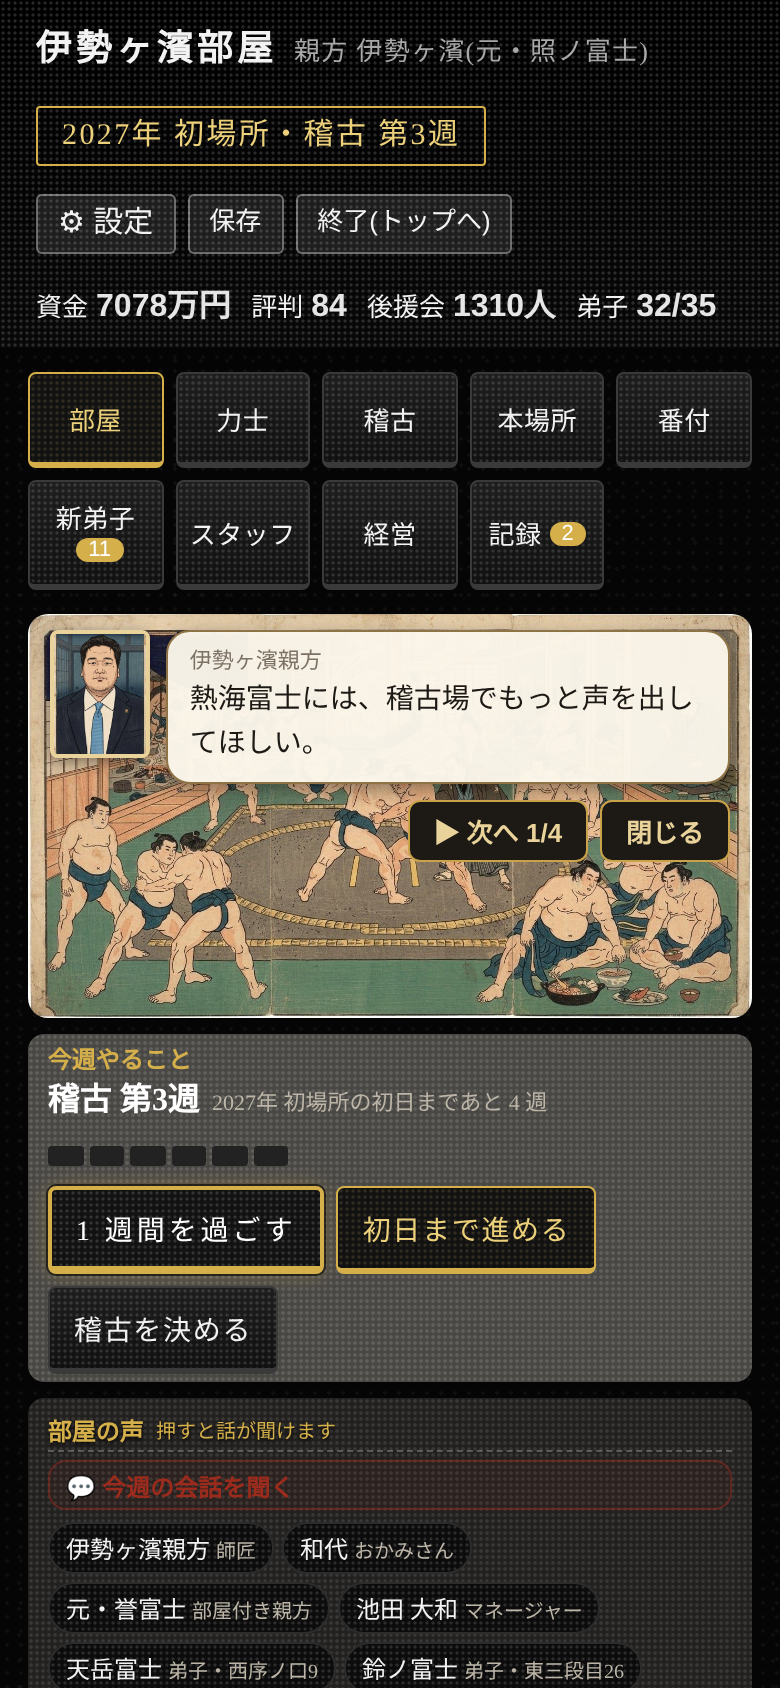 伊勢ヶ濱部屋 親方 伊勢ヶ濱(元・照ノ富士)
2027年 初場所・稽古 第3週
⚙ 設定 保存 終了(トップへ)
資金 7078万円 評判 84 後援会 1310人 弟子 32/35
部屋 力士 稽古 本場所 番付
新弟子 11 スタッフ 経営 記録 2
伊勢ヶ濱親方
熱海富士には、稽古場でもっと声を出し
てほしい。
▶ 次へ 1/4 閉じる
今週やること
稽古 第3週 2027年 初場所の初日まであと 4 週
1 週間を過ごす 初日まで進める
稽古を決める
部屋の声 押すと話が聞けます
💬 今週の会話を聞く
伊勢ヶ濱親方 師匠 和代 おかみさん
元・誉富士 部屋付き親方 池田 大和 マネージャー
天岳富士 弟子・西序ノ口9 鈴ノ富士 弟子・東三段目26